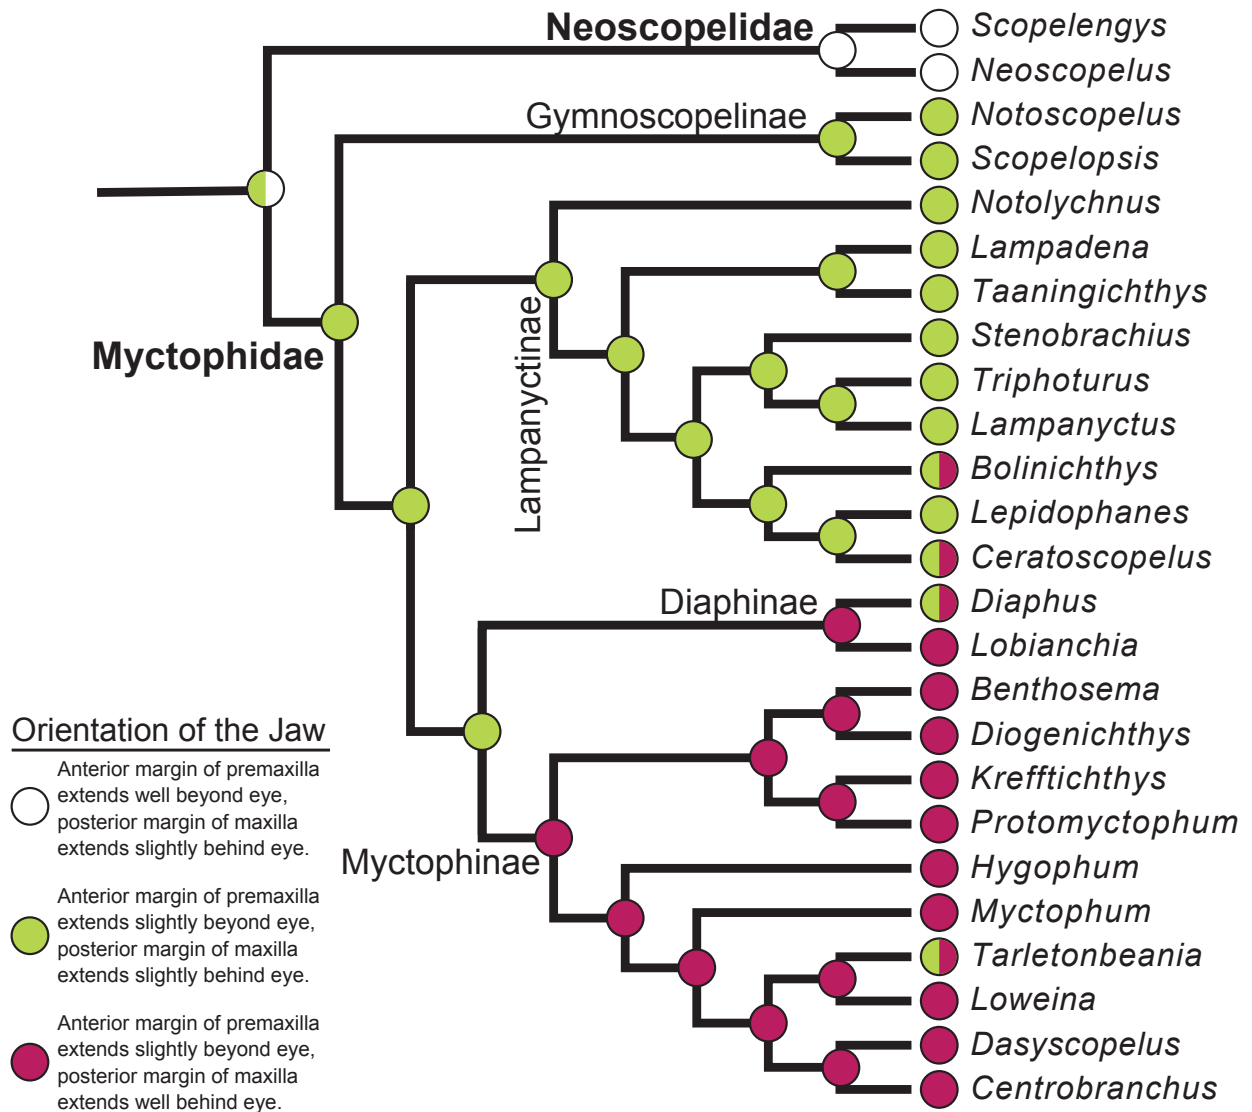 Neoscopelidae
Scopelengys
Neoscopelus
Gymnoscopelinae
Notoscopelus
Scopelopsis
Notolychnus
Lampadena
Taaningichthys
Myctophidae
Lampanyctinae
Stenobrachius
Triphoturus
Lampanyctus
Bolinichthys
Lepidophanes
Ceratoscopelus
Diaphinae
Diaphus
Lobianchia
Benthosema
Diogenichthys
Krefftichthys
Protomyctophum
Myctophinae
Hygophum
Myctophum
Tarletonbeania
Loweina
Dasyscopelus
Centrobranchus
Orientation of the Jaw
Anterior margin of premaxilla
extends well beyond eye,
posterior margin of maxilla
extends slightly behind eye.
Anterior margin of premaxilla
extends slightly beyond eye,
posterior margin of maxilla
extends slightly behind eye.
Anterior margin of premaxilla
extends slightly beyond eye,
posterior margin of maxilla
extends well behind eye.